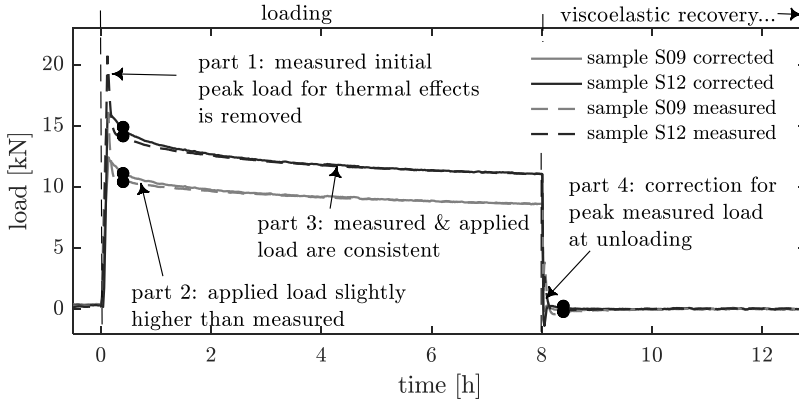 loading
viscoelastic recovery...
part 1: measured initial
peak load for thermal effects
is removed
sample S09 corrected
sample S12 corrected
sample S09 measured
sample S12 measured
part 4: correction for
peak measured load
at unloading
part 3: measured & applied
load are consistent
part 2: applied load slightly
higher than measured
load [kN]
20
15
10
5
0
0 2 4 6 8 10 12
time [h]